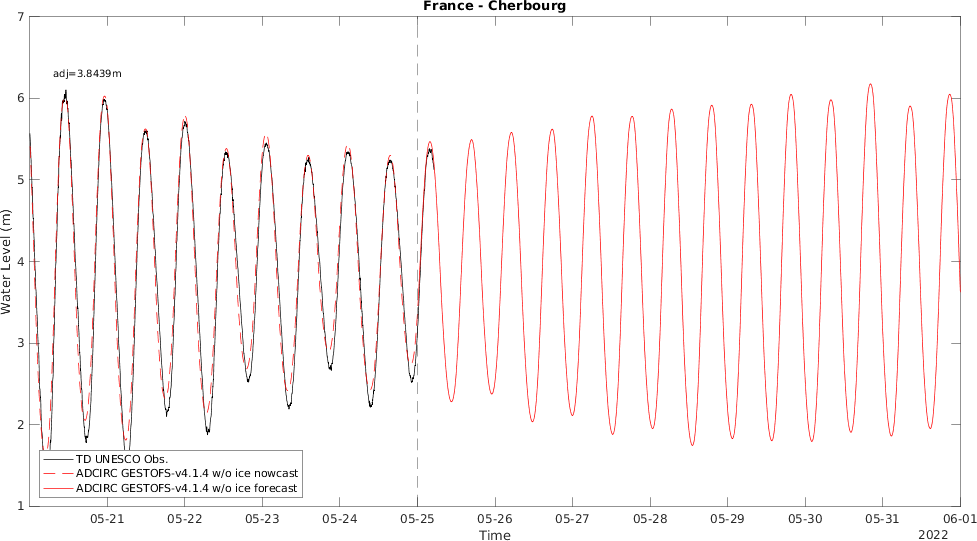 France - Cherbourg
7
adj=3.8439m
6
5
4
3
2
1
Water Level (m)
TD UNESCO Obs.
ADCIRC GESTOFS-v4.1.4 w/o ice nowcast
ADCIRC GESTOFS-v4.1.4 w/o ice forecast
05-21 05-22 05-23 05-24 05-25 05-26 05-27 05-28 05-29 05-30 05-31 06-01
Time
2022